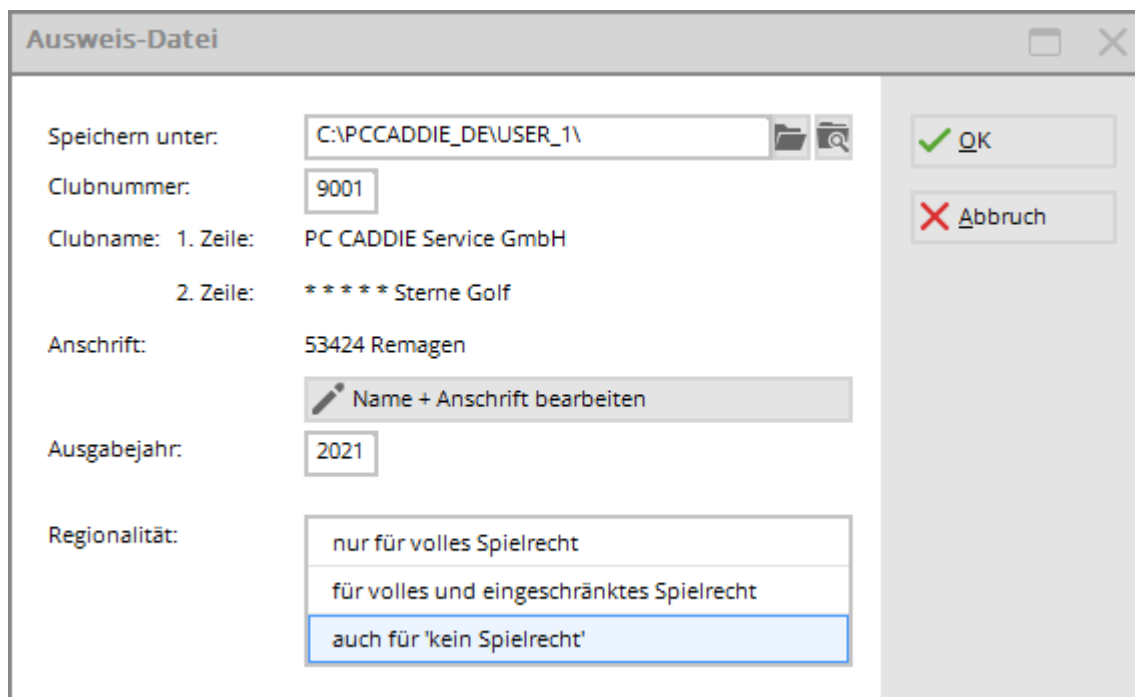 Ausweis-Datei
Speichern unter: C:\PCCADDIE_DE\USER_1\
OK
Clubnummer: 9001
Abbruch
Clubname: 1. Zeile: PC CADDIE Service GmbH
2. Zeile: * * * * * Sterne Golf
Anschrift: 53424 Remagen
Name + Anschrift bearbeiten
Ausgabejahr: 2021
Regionalität: nur für volles Spielrecht
für volles und eingeschränktes Spielrecht
auch für 'kein Spielrecht'